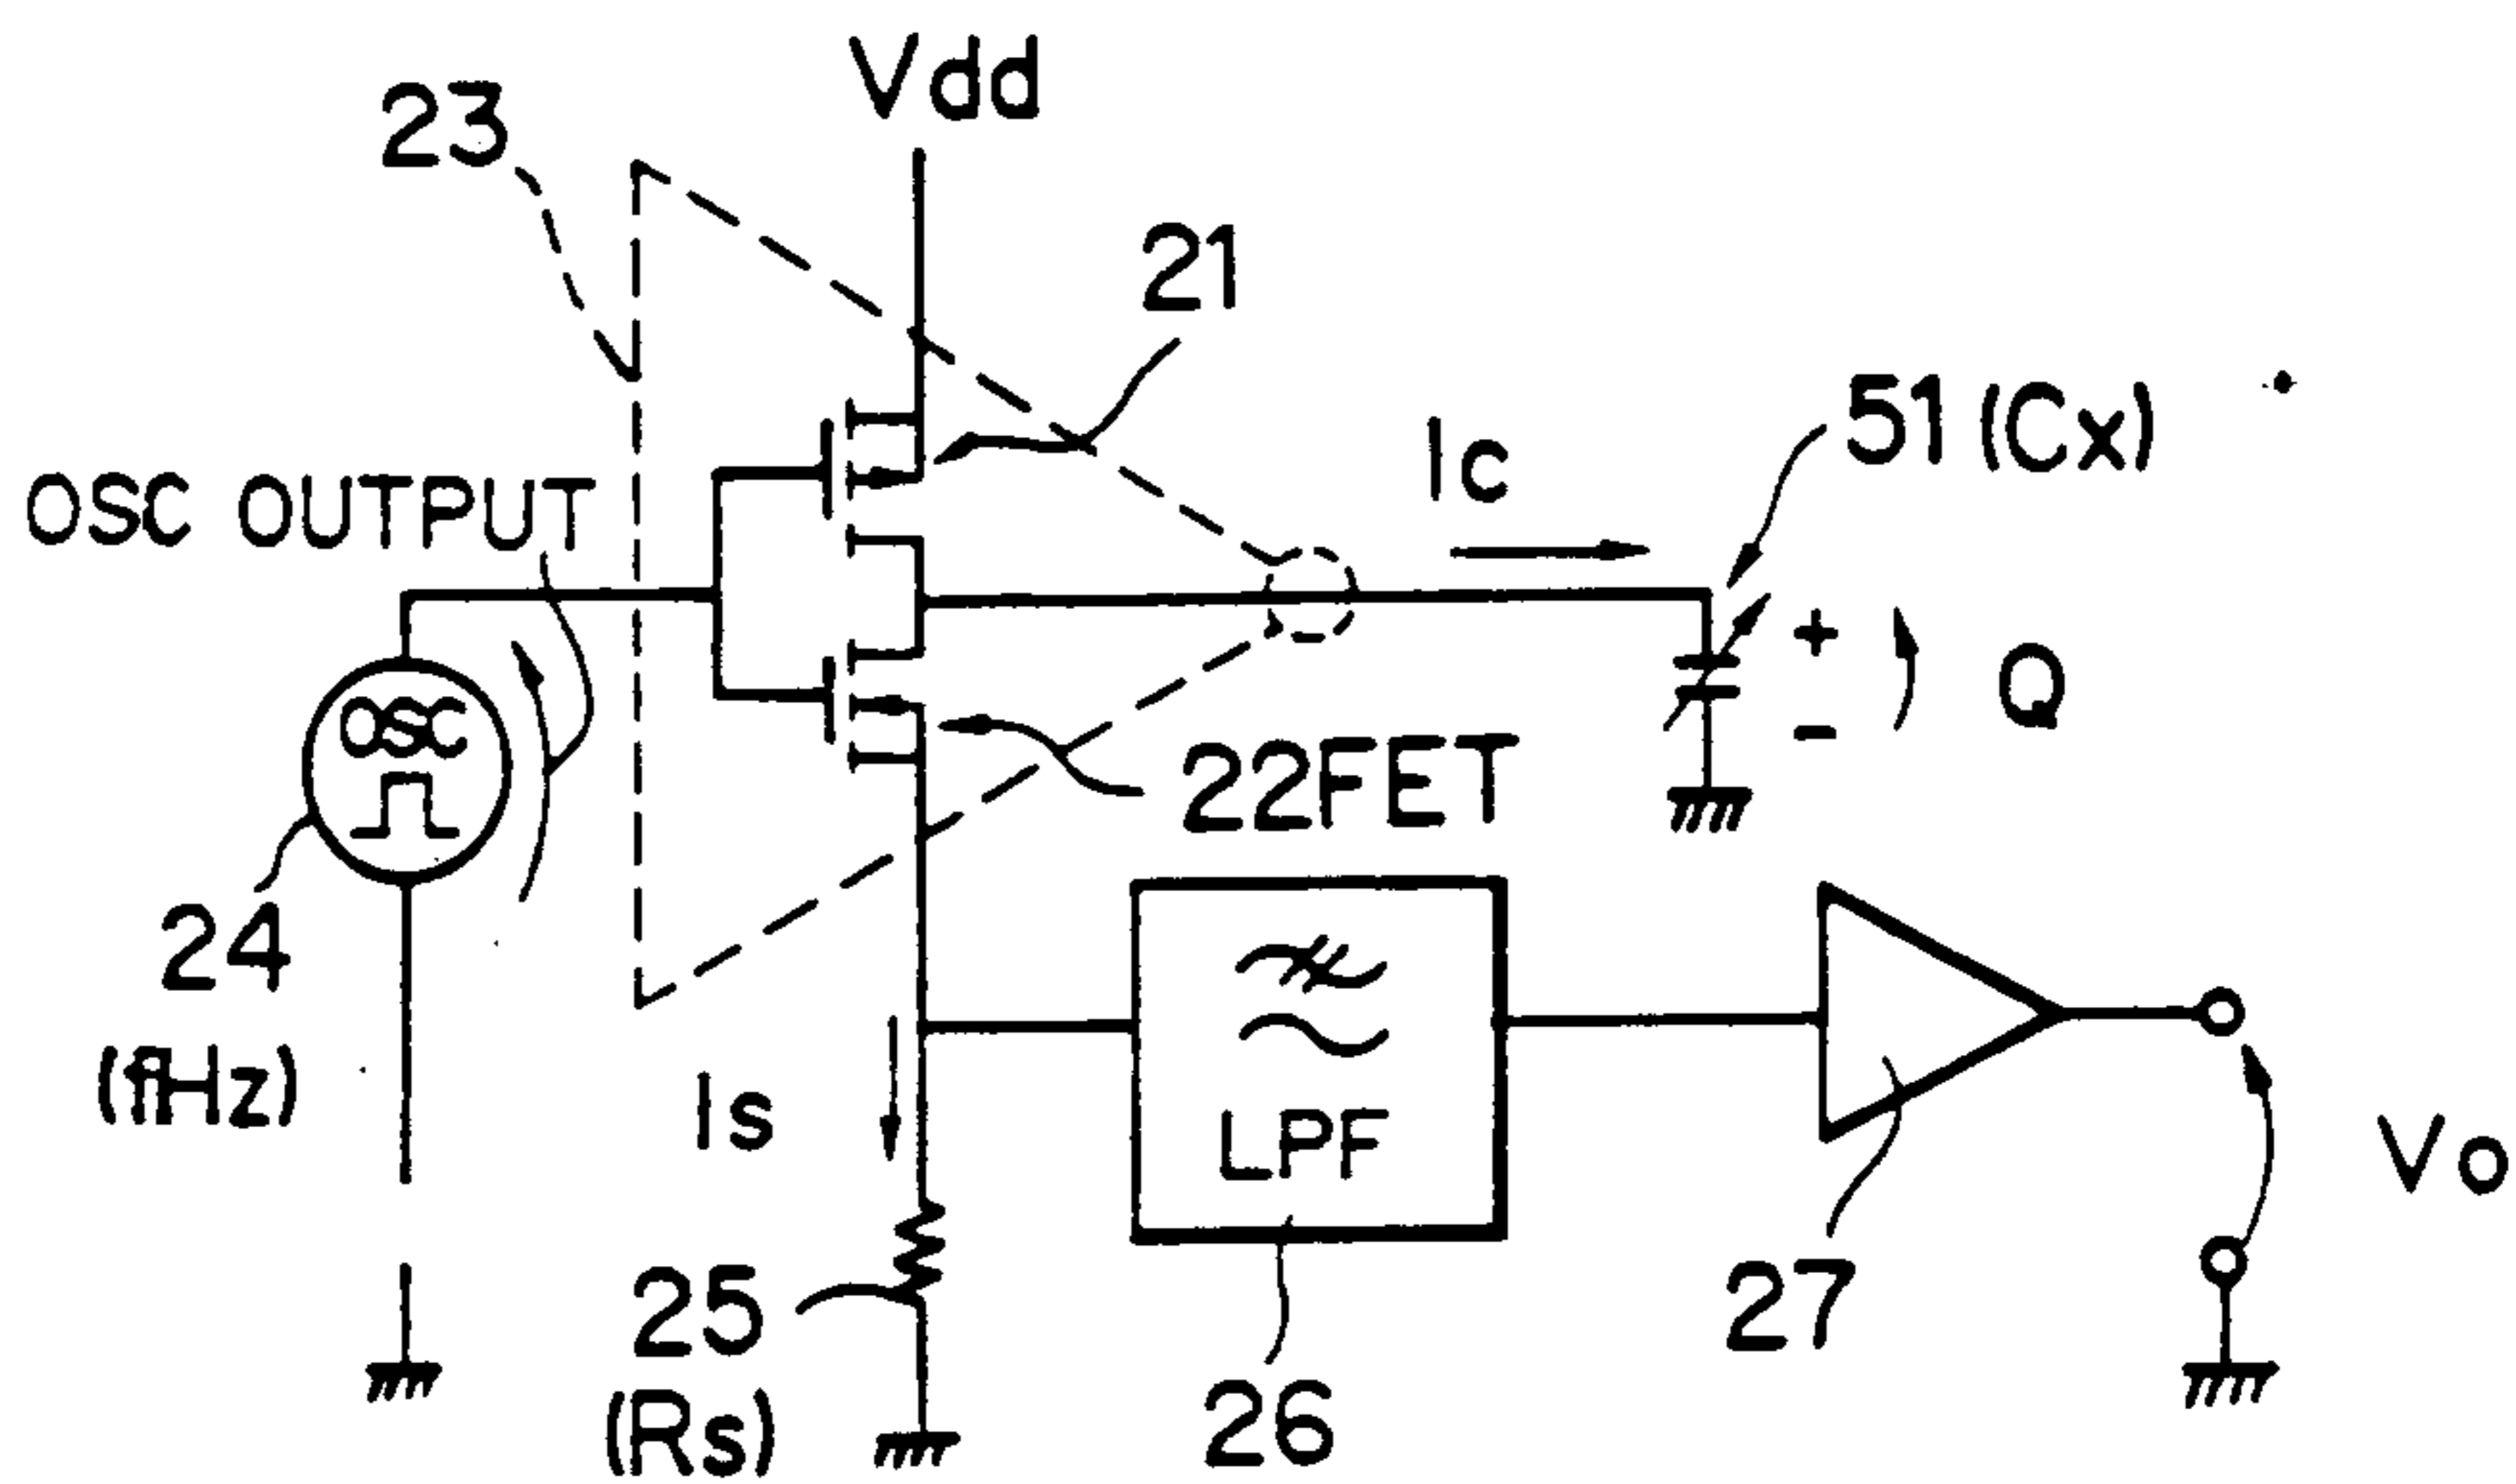 Vdd
23
21
51 (Cx)
Ic
OSC OUTPUT
+
OSC
Q
-
22FET
24
(fHz)
Is
LPF
Vo
25
(Rs)
27
26